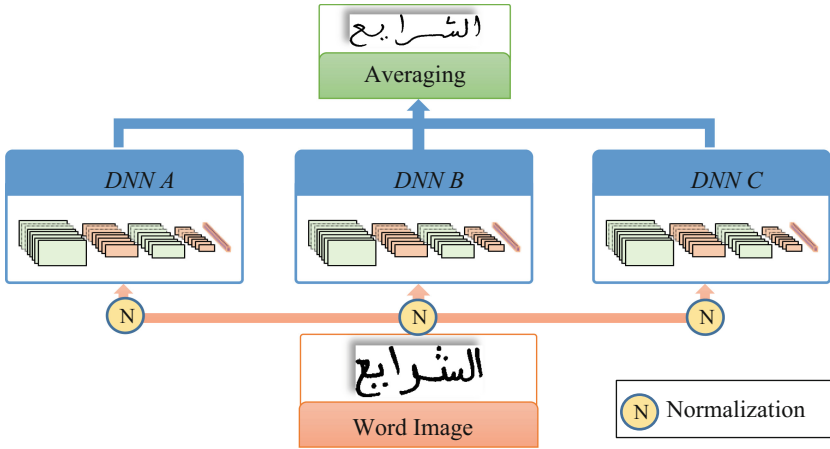 الشرايع
Averaging
DNN A DNN B DNN C
N N N
الشرايع
Word Image
N Normalization